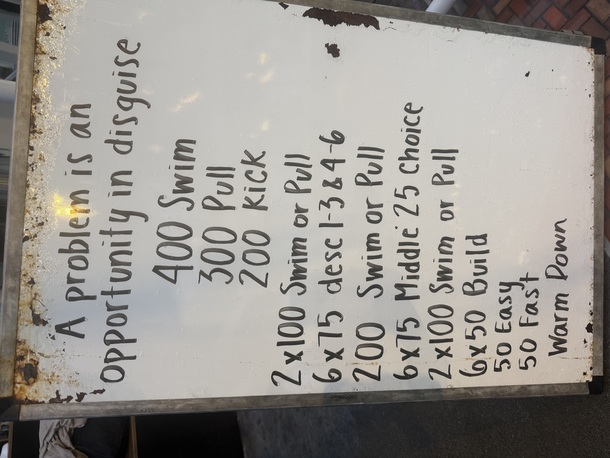 A problem is an
opportunity in disguise
400 Swim
300 Pull
200 Kick
2x100 Swim or Pull
6x75 desc 1-3 & 4-6
200 Swim or Pull
6x75 Middle 25 Choice
2x100 Swim or Pull
6x50 Build
50 Easy
50 Fast
Warm Down